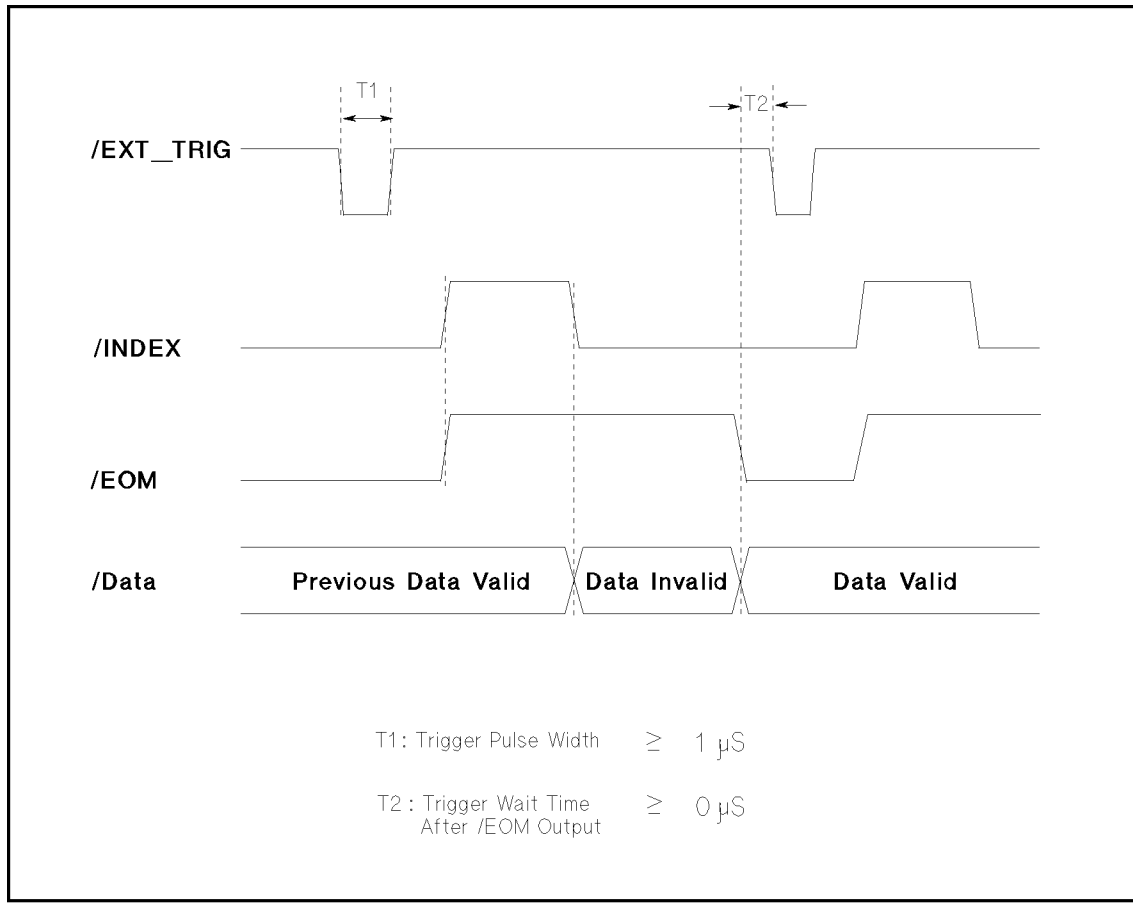 T1
T2
/EXT_TRIG
/INDEX
/EOM
/Data
Previous Data Valid
Data Invalid
Data Valid
T1: Trigger Pulse Width ≥ 1 µS
T2: Trigger Wait Time ≥ 0 µS
After /EOM Output